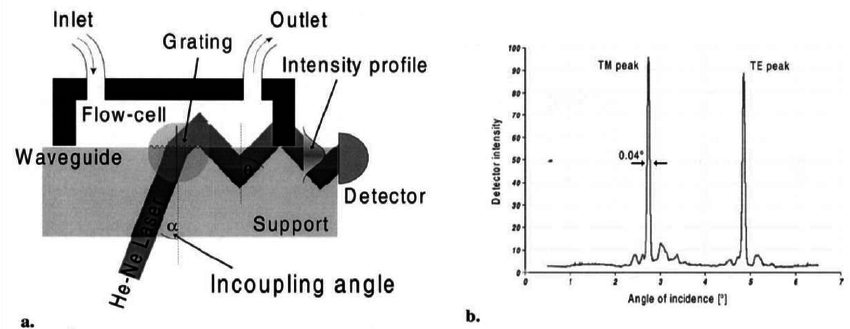 Inlet
Outlet
Grating
Intensity profile
Flow-cell
Waveguide
Detector
Support
α
He-Ne Laser
Incoupling angle
a.
TM peak
TE peak
0.04°
Detector intensity
100
90
80
70
60
50
40
30
20
10
0
0 1 2 3 4 5 6 7
Angle of incidence [°]
b.